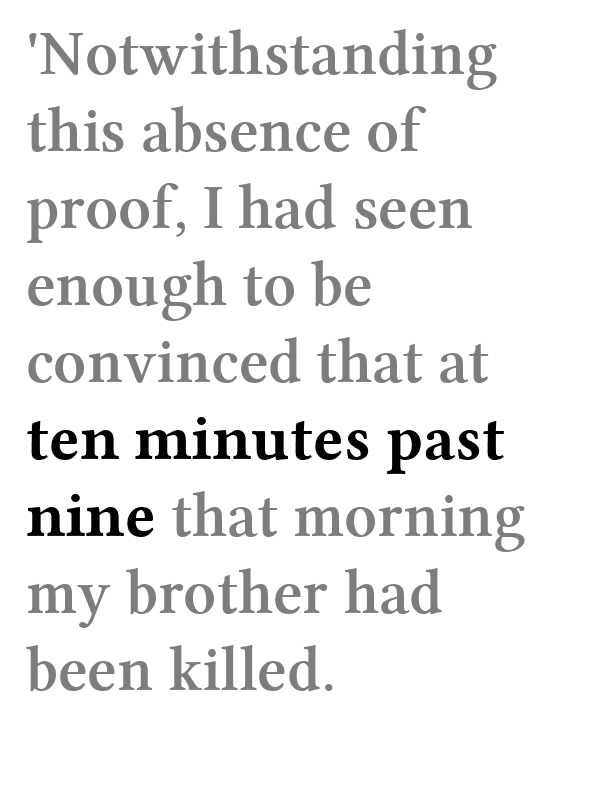 'Notwithstanding
this absence of
proof, I had seen
enough to be
convinced that at
ten minutes past
nine that morning
my brother had
been killed.